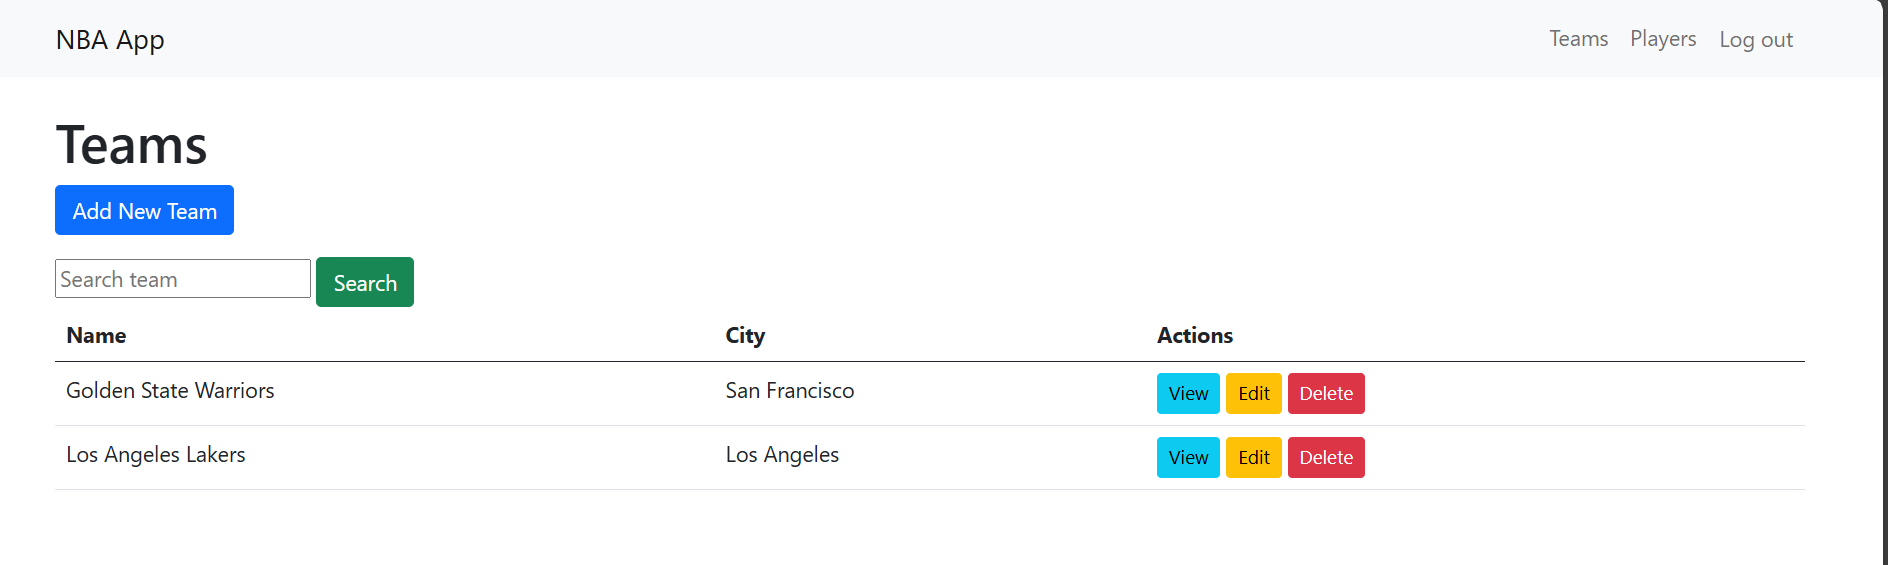 NBA App Teams Players Log out
Teams
Add New Team
Search team Search
Name City Actions
Golden State Warriors San Francisco View Edit Delete
Los Angeles Lakers Los Angeles View Edit Delete